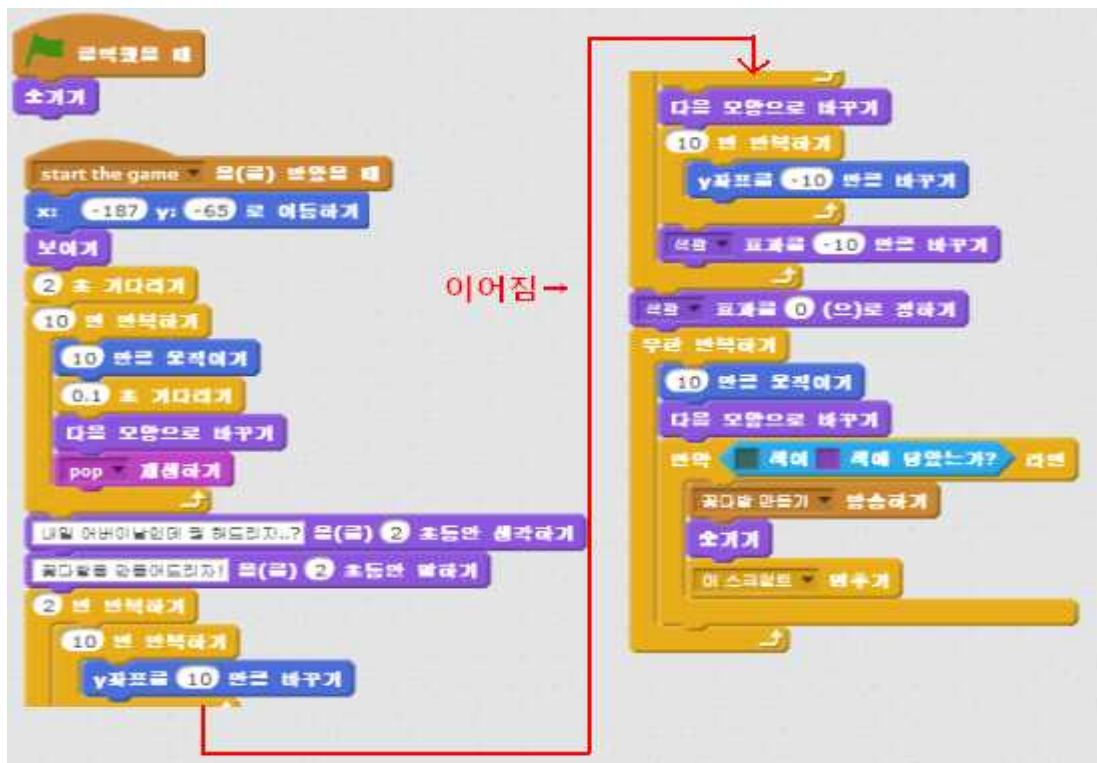 클릭했을 때
숨기기
start the game 을(를) 받았을 때
x: -187 y: -65 로 이동하기
보이기
2 초 기다리기
10 번 반복하기
10 만큼 움직이기
0.1 초 기다리기
다음 모양으로 바꾸기
pop 재생하기
내일 어버이날인데 뭘 해드리지..? 을(를) 2 초동안 생각하기
꽃다발을 만들어드리자! 을(를) 2 초동안 말하기
2 번 반복하기
10 번 반복하기
y좌표를 10 만큼 바꾸기
이어짐→
다음 모양으로 바꾸기
10 번 반복하기
y좌표를 -10 만큼 바꾸기
색깔 효과를 -10 만큼 바꾸기
색깔 효과를 0 (으)로 정하기
무한 반복하기
10 만큼 움직이기
다음 모양으로 바꾸기
만약 색이 색에 닿았는가? 라면
꽃다발 만들기 방송하기
숨기기
이 스크립트 멈추기